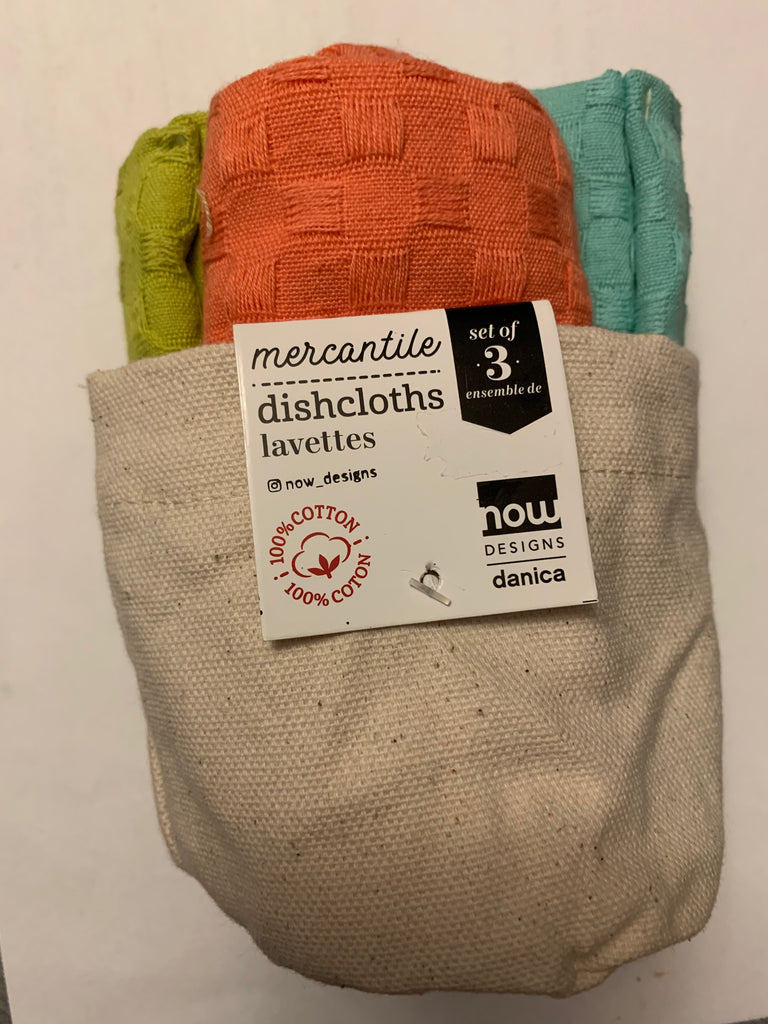 mercantile
dishcloths
lavettes
now_designs
100% COTTON
100% COTON
set of
3
ensemble de
now
DESIGNS
danica